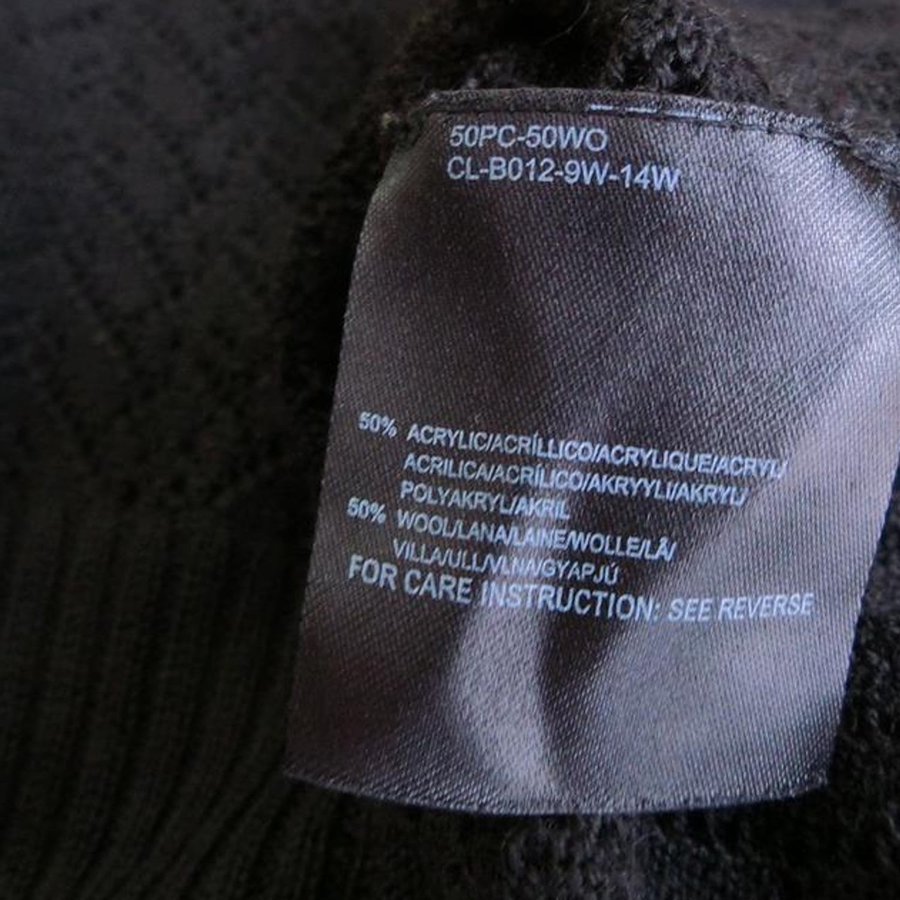 50PC-50WO
CL-B012-9W-14W
50% ACRYLIC/ACRÍLLICO/ACRYLIQUE/ACRYL/
ACRILICA/ACRÍLICO/AKRYYLI/AKRYL/
POLYAKRYL/AKRIL
50% WOOL/LANA/LAINE/WOLLE/LÃ/
VILLA/ULL/VLNA/GYAPJÚ
FOR CARE INSTRUCTION: SEE REVERSE